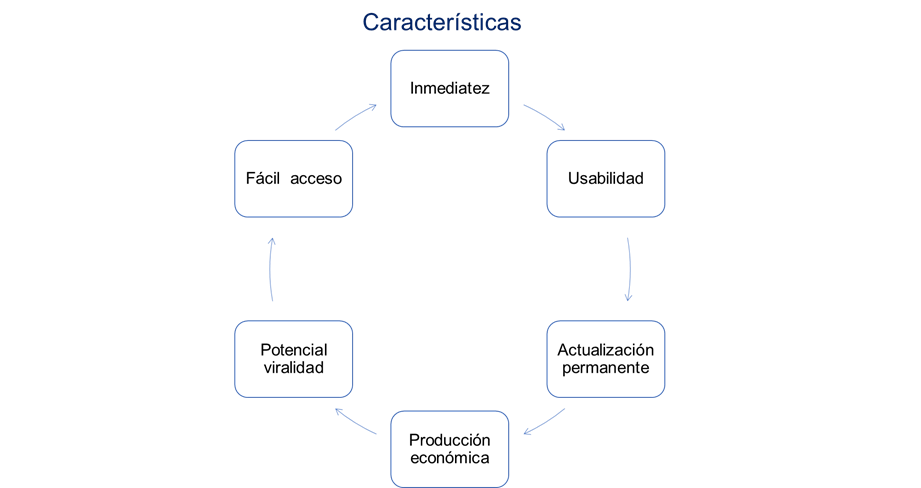 Características
Inmediatez
Usabilidad
Actualización
permanente
Producción
económica
Potencial
viralidad
Fácil acceso